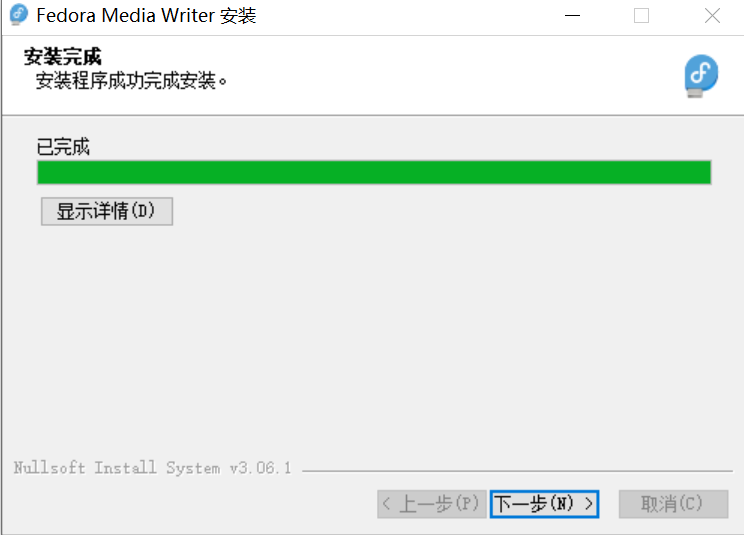 Fedora Media Writer 安装
安装完成
安装程序成功完成安装。
已完成
显示详情(D)
Nullsoft Install System v3.06.1
< 上一步(P) 下一步(N) > 取消(C)